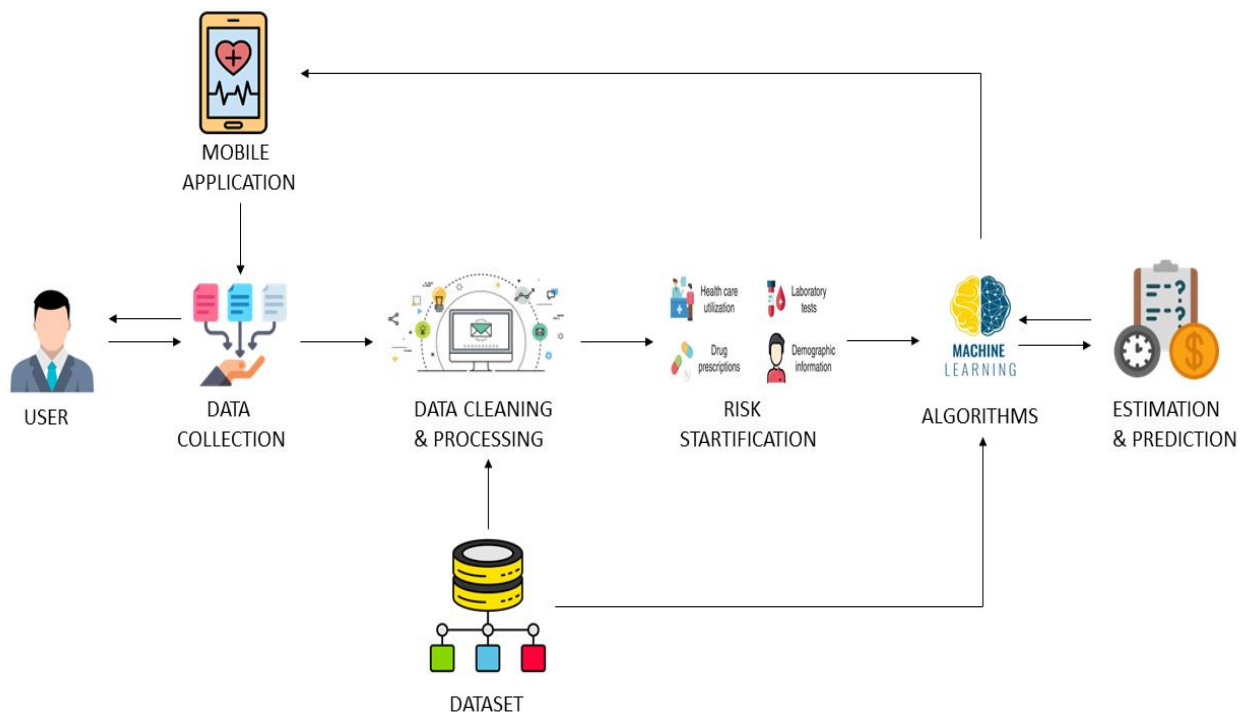 MOBILE
APPLICATION
Health care
utilization
Laboratory
tests
Drug
prescriptions
Demographic
information
MACHINE
LEARNING
USER
DATA
COLLECTION
DATA CLEANING
& PROCESSING
RISK
STARTIFICATION
ALGORITHMS
ESTIMATION
& PREDICTION
DATASET